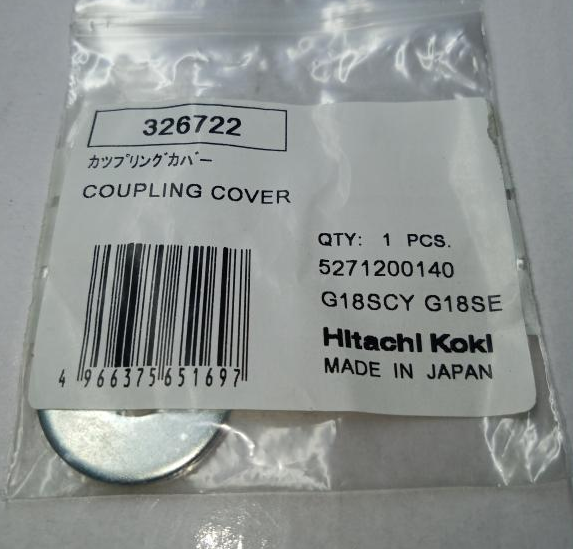 326722
カツプリングカバー
COUPLING COVER
QTY: 1 PCS.
5271200140
G18SCY G18SE
Hitachi Koki
MADE IN JAPAN
4 966375 651697